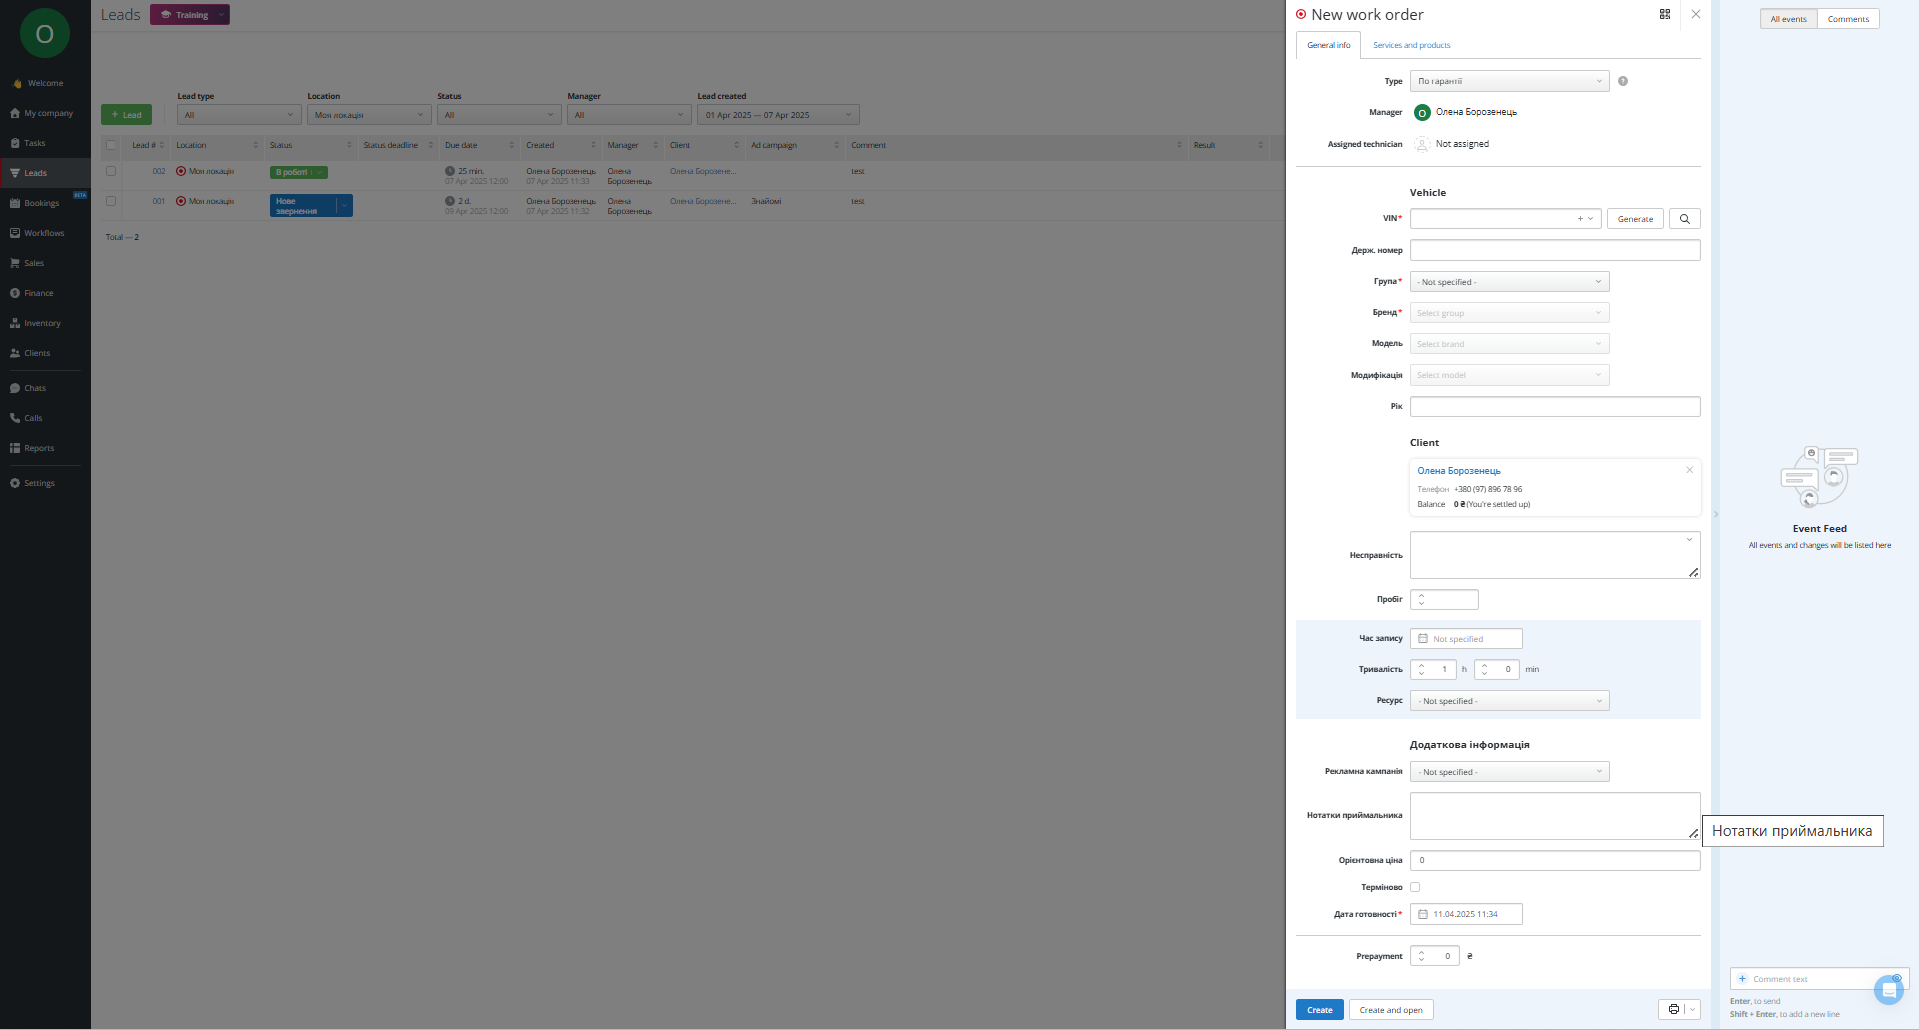 O
Welcome
My company
Tasks
Leads
Bookings
BETA
Workflows
Sales
Finance
Inventory
Clients
Chats
Calls
Reports
Settings
Leads
Training
+ Lead
Lead type
All
Location
Моя локація
Status
All
Manager
All
Lead created
01 Apr 2025 — 07 Apr 2025
Lead # Location Status Status deadline Due date Created Manager Client Ad campaign Comment Result
002 Моя локація В роботі 25 min. Олена Борозенець Олена Олена Борозене... test
07 Apr 2025 12:00 07 Apr 2025 11:33 Борозенець
001 Моя локація Нове звернення 2 d. Олена Борозенець Олена Олена Борозене... Знайомі test
09 Apr 2025 12:00 07 Apr 2025 11:32 Борозенець
Total — 2
New work order
General info
Services and products
Type По гарантії ?
Manager O Олена Борозенець
Assigned technician Not assigned
Vehicle
VIN* + Generate
Держ. номер
Група* - Not specified -
Бренд* Select group
Модель Select brand
Модифікація Select model
Рік
Client
Олена Борозенець
Телефон +380 (97) 896 78 96
Balance 0 ₴ (You're settled up)
Несправність
Пробіг
Час запису Not specified
Тривалість 1 h 0 min
Ресурс - Not specified -
Додаткова інформація
Рекламна кампанія - Not specified -
Нотатки приймальника
Нотатки приймальника
Орієнтовна ціна 0
Терміново
Дата готовності* 11.04.2025 11:34
Prepayment 0 ₴
Create
Create and open
All events
Comments
Event Feed
All events and changes will be listed here
+ Comment text
Enter, to send
Shift + Enter, to add a new line